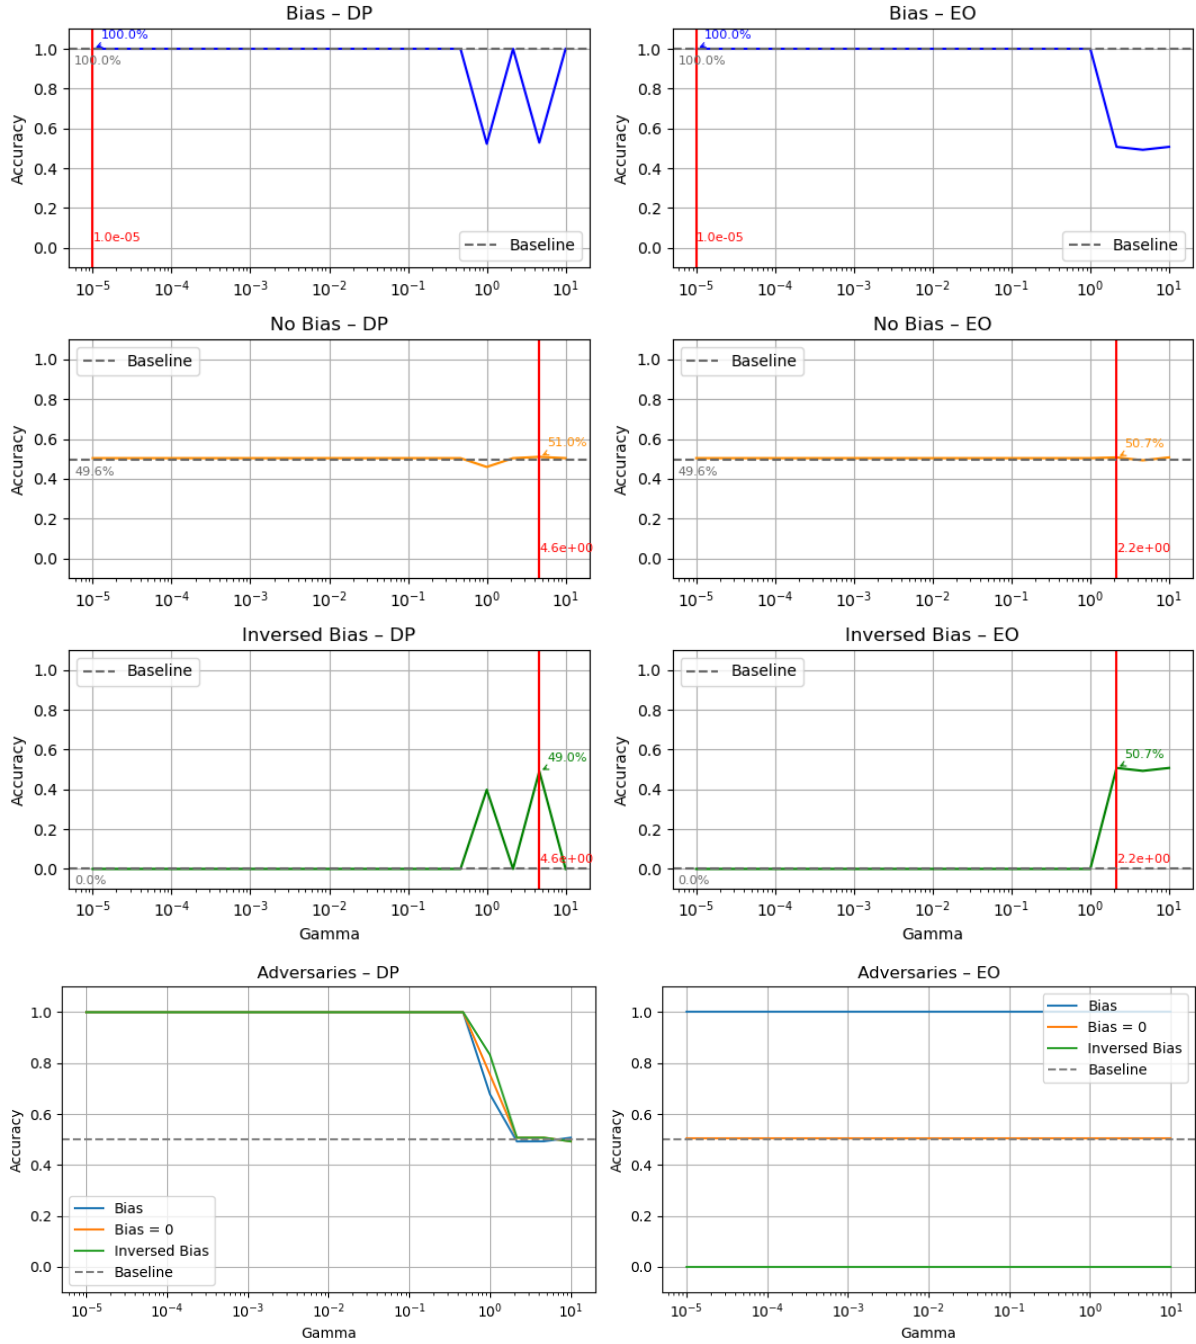 Bias – DP
Accuracy
1.0
0.8
0.6
0.4
0.2
0.0
100.0%
100.0%
1.0e-05
Baseline
10⁻⁵ 10⁻⁴ 10⁻³ 10⁻² 10⁻¹ 10⁰ 10¹
Bias – EO
Accuracy
1.0
0.8
0.6
0.4
0.2
0.0
100.0%
100.0%
1.0e-05
Baseline
10⁻⁵ 10⁻⁴ 10⁻³ 10⁻² 10⁻¹ 10⁰ 10¹
No Bias – DP
Accuracy
1.0
0.8
0.6
0.4
0.2
0.0
Baseline
51.0%
49.6%
4.6e+00
10⁻⁵ 10⁻⁴ 10⁻³ 10⁻² 10⁻¹ 10⁰ 10¹
No Bias – EO
Accuracy
1.0
0.8
0.6
0.4
0.2
0.0
Baseline
50.7%
49.6%
2.2e+00
10⁻⁵ 10⁻⁴ 10⁻³ 10⁻² 10⁻¹ 10⁰ 10¹
Inversed Bias – DP
Accuracy
1.0
0.8
0.6
0.4
0.2
0.0
Baseline
49.0%
4.6e+00
0.0%
10⁻⁵ 10⁻⁴ 10⁻³ 10⁻² 10⁻¹ 10⁰ 10¹
Gamma
Inversed Bias – EO
Accuracy
1.0
0.8
0.6
0.4
0.2
0.0
Baseline
50.7%
2.2e+00
0.0%
10⁻⁵ 10⁻⁴ 10⁻³ 10⁻² 10⁻¹ 10⁰ 10¹
Gamma
Adversaries – DP
Accuracy
1.0
0.8
0.6
0.4
0.2
0.0
Bias
Bias = 0
Inversed Bias
Baseline
10⁻⁵ 10⁻⁴ 10⁻³ 10⁻² 10⁻¹ 10⁰ 10¹
Gamma
Adversaries – EO
Accuracy
1.0
0.8
0.6
0.4
0.2
0.0
Bias
Bias = 0
Inversed Bias
Baseline
10⁻⁵ 10⁻⁴ 10⁻³ 10⁻² 10⁻¹ 10⁰ 10¹
Gamma